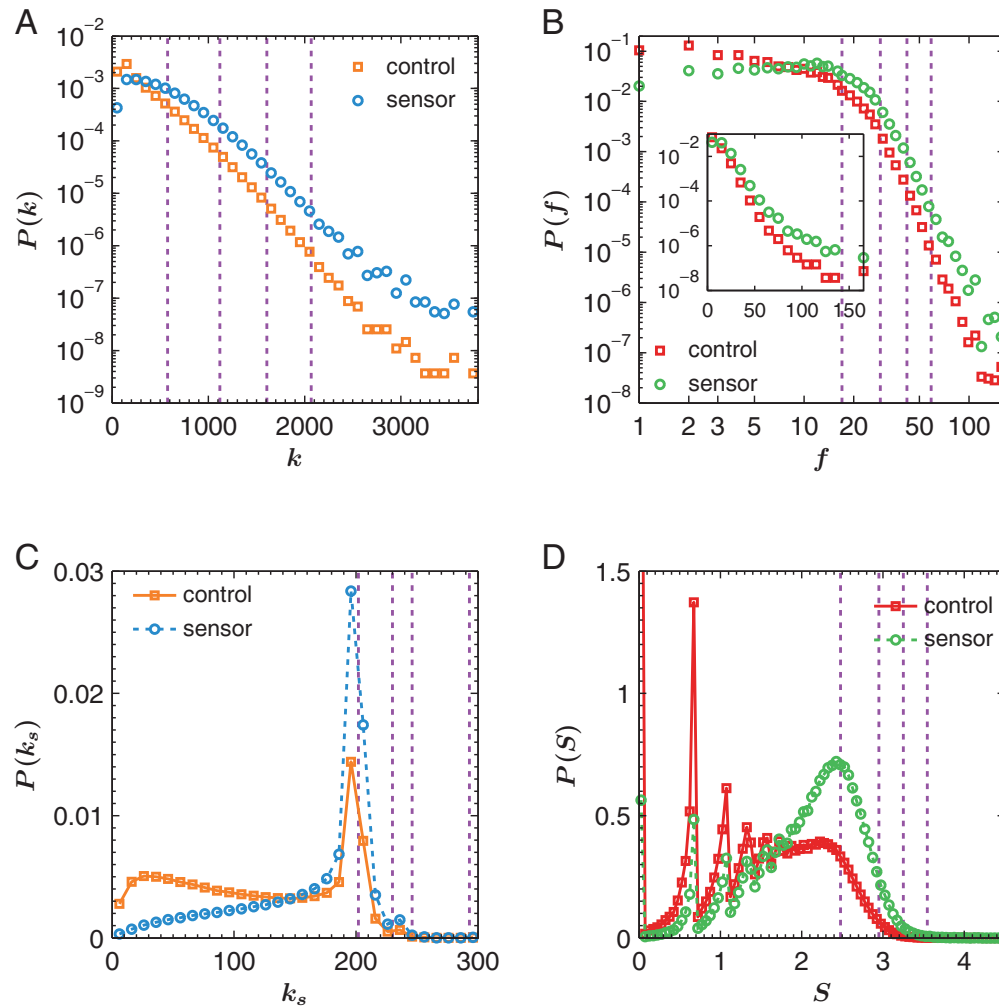 A
10^-2
10^-3
10^-4
10^-5
10^-6
10^-7
10^-8
10^-9
P(k)
control
sensor
0 1000 2000 3000
k
B
10^-1
10^-2
10^-3
10^-4
10^-5
10^-6
10^-7
10^-8
P(f)
10^-2
10^-4
10^-6
10^-8
0 50 100 150
control
sensor
1 2 3 5 10 20 50 100
f
C
0.03
0.02
0.01
0
P(k_s)
control
sensor
0 100 200 300
k_s
D
1.5
1
0.5
0
P(S)
control
sensor
0 1 2 3 4
S